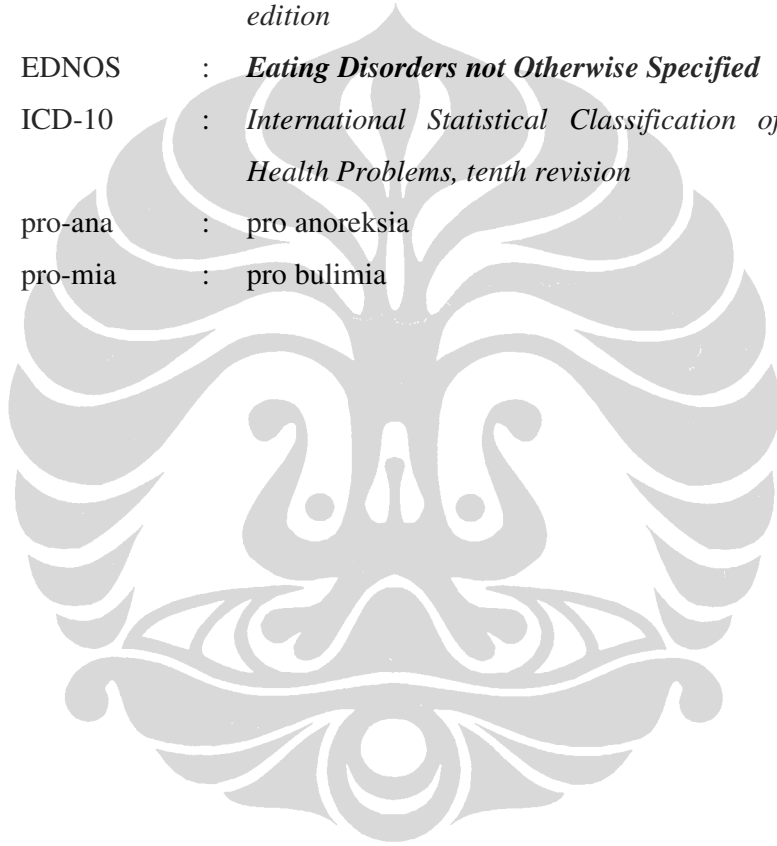 edition
EDNOS : Eating Disorders not Otherwise Specified
ICD-10 : International Statistical Classification of
Health Problems, tenth revision
pro-ana : pro anoreksia
pro-mia : pro bulimia